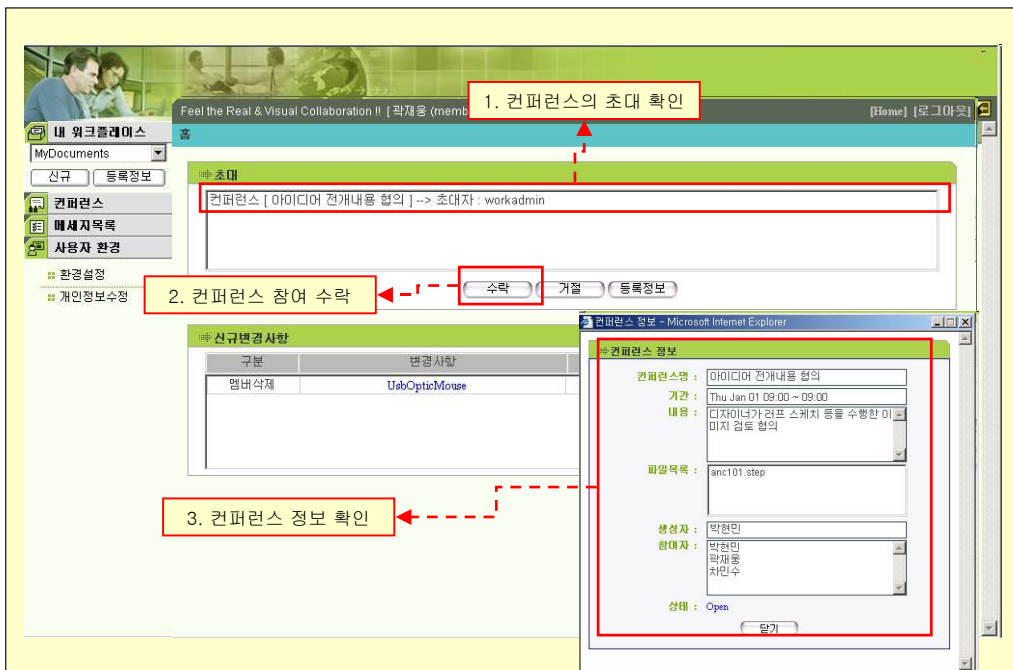 1. 컨퍼런스의 초대 확인
Feel the Real & Visual Collaboration !! [ 곽재웅 (memb
[Home] [로그아웃]
내 워크플레이스
홈
MyDocuments
신규
등록정보
컨퍼런스
메세지목록
사용자 환경
환경설정
개인정보수정
초대
컨퍼런스 [ 아이디어 전개내용 협의 ] --> 초대자 : workadmin
수락
거절
등록정보
2. 컨퍼런스 참여 수락
신규변경사항
구분
변경사항
멤버삭제
UsbOpticMouse
컨퍼런스 정보 - Microsoft Internet Explorer
컨퍼런스 정보
컨퍼런스명 : 아이디어 전개내용 협의
기간 : Thu Jan 01 09:00 ~ 09:00
내용 : 디자이너가 러프 스케치 등을 수행한 이
미지 검토 협의
파일목록 : anc101.step
생성자 : 박현민
참여자 : 박현민
곽재웅
차민수
상태 : Open
닫기
3. 컨퍼런스 정보 확인